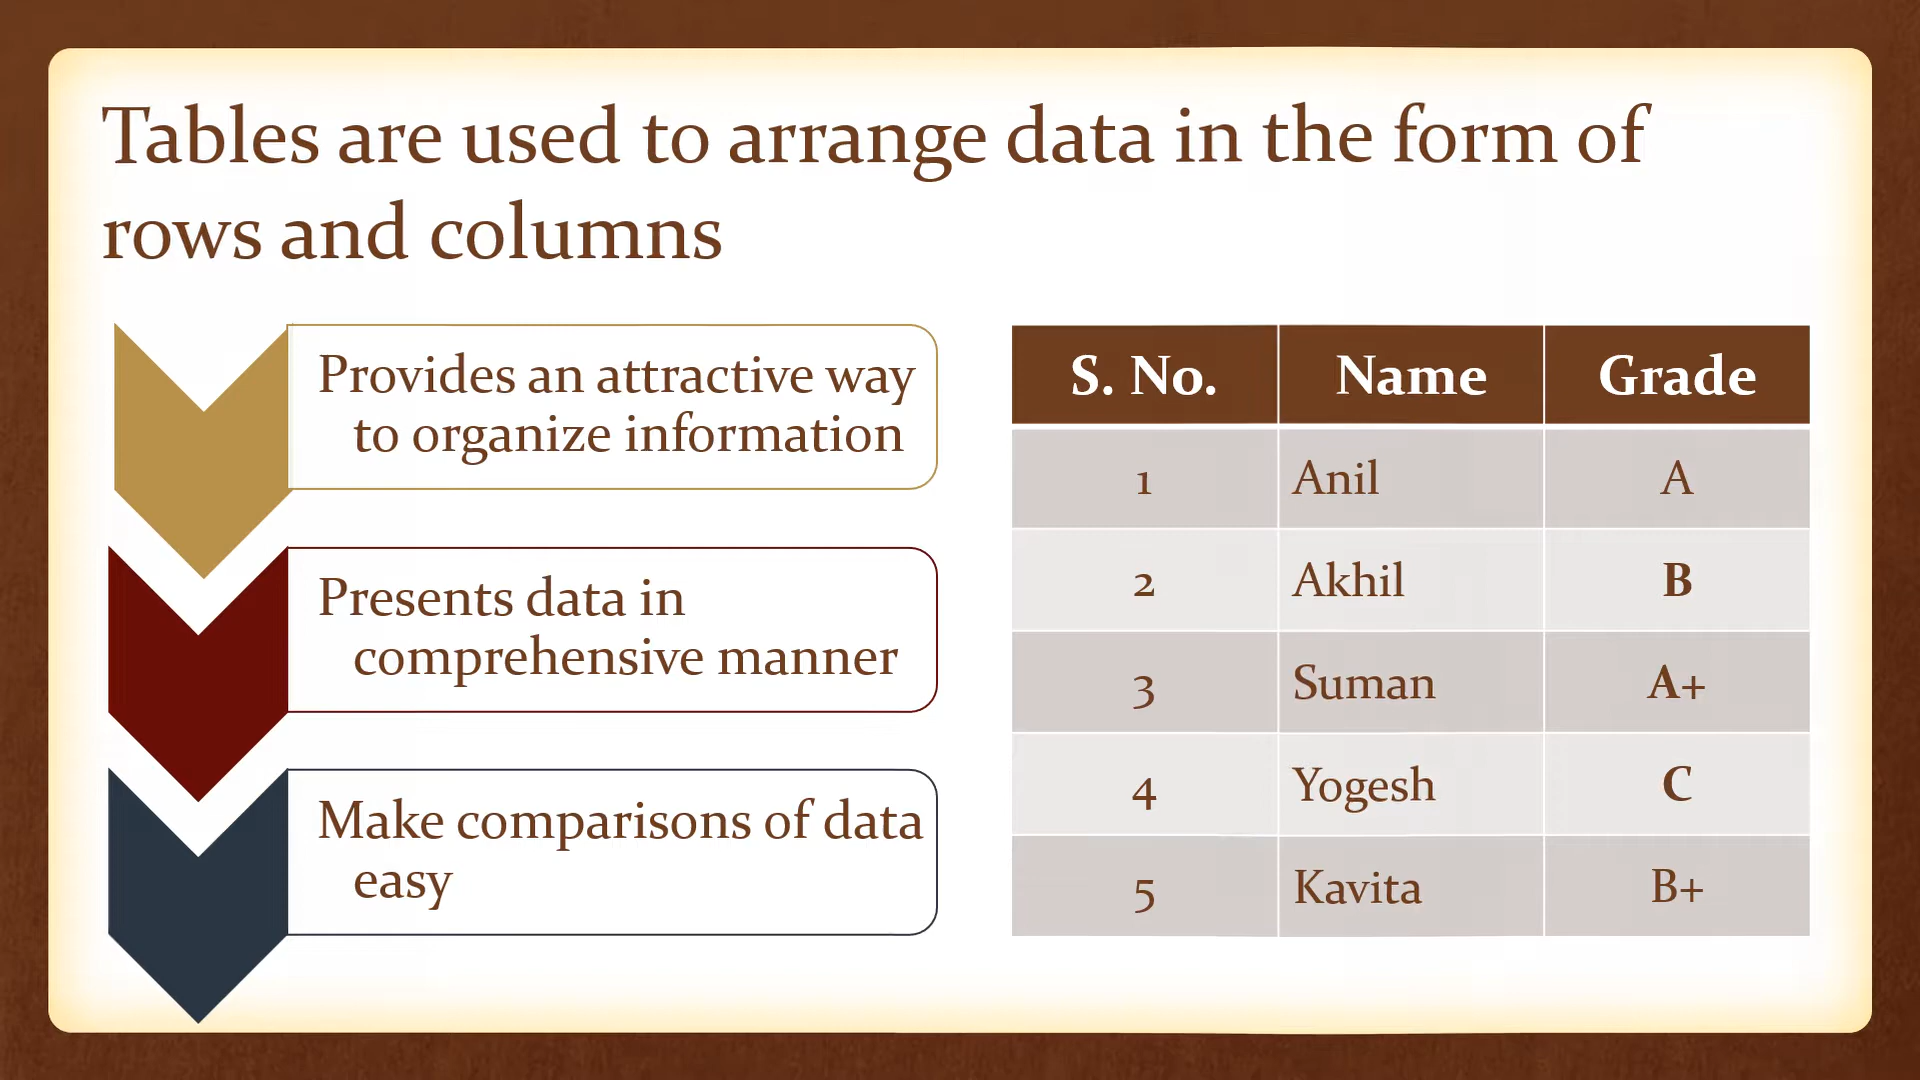 Tables are used to arrange data in the form of
rows and columns
Provides an attractive way
to organize information
Presents data in
comprehensive manner
Make comparisons of data
easy
S. No. Name Grade
1 Anil A
2 Akhil B
3 Suman A+
4 Yogesh C
5 Kavita B+